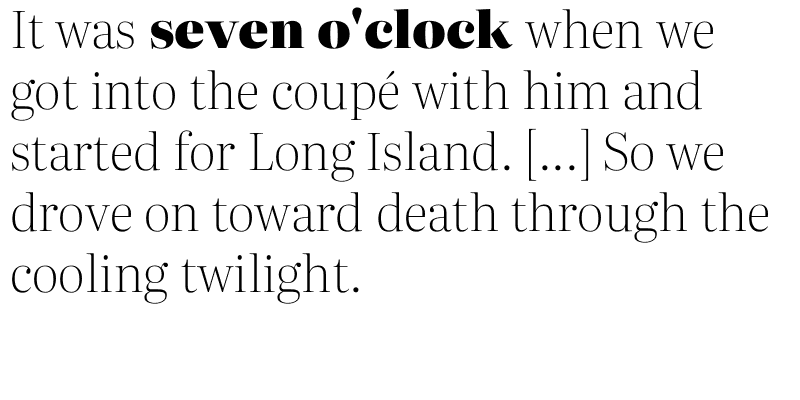 It was seven o'clock when we
got into the coupé with him and
started for Long Island. [...] So we
drove on toward death through the
cooling twilight.